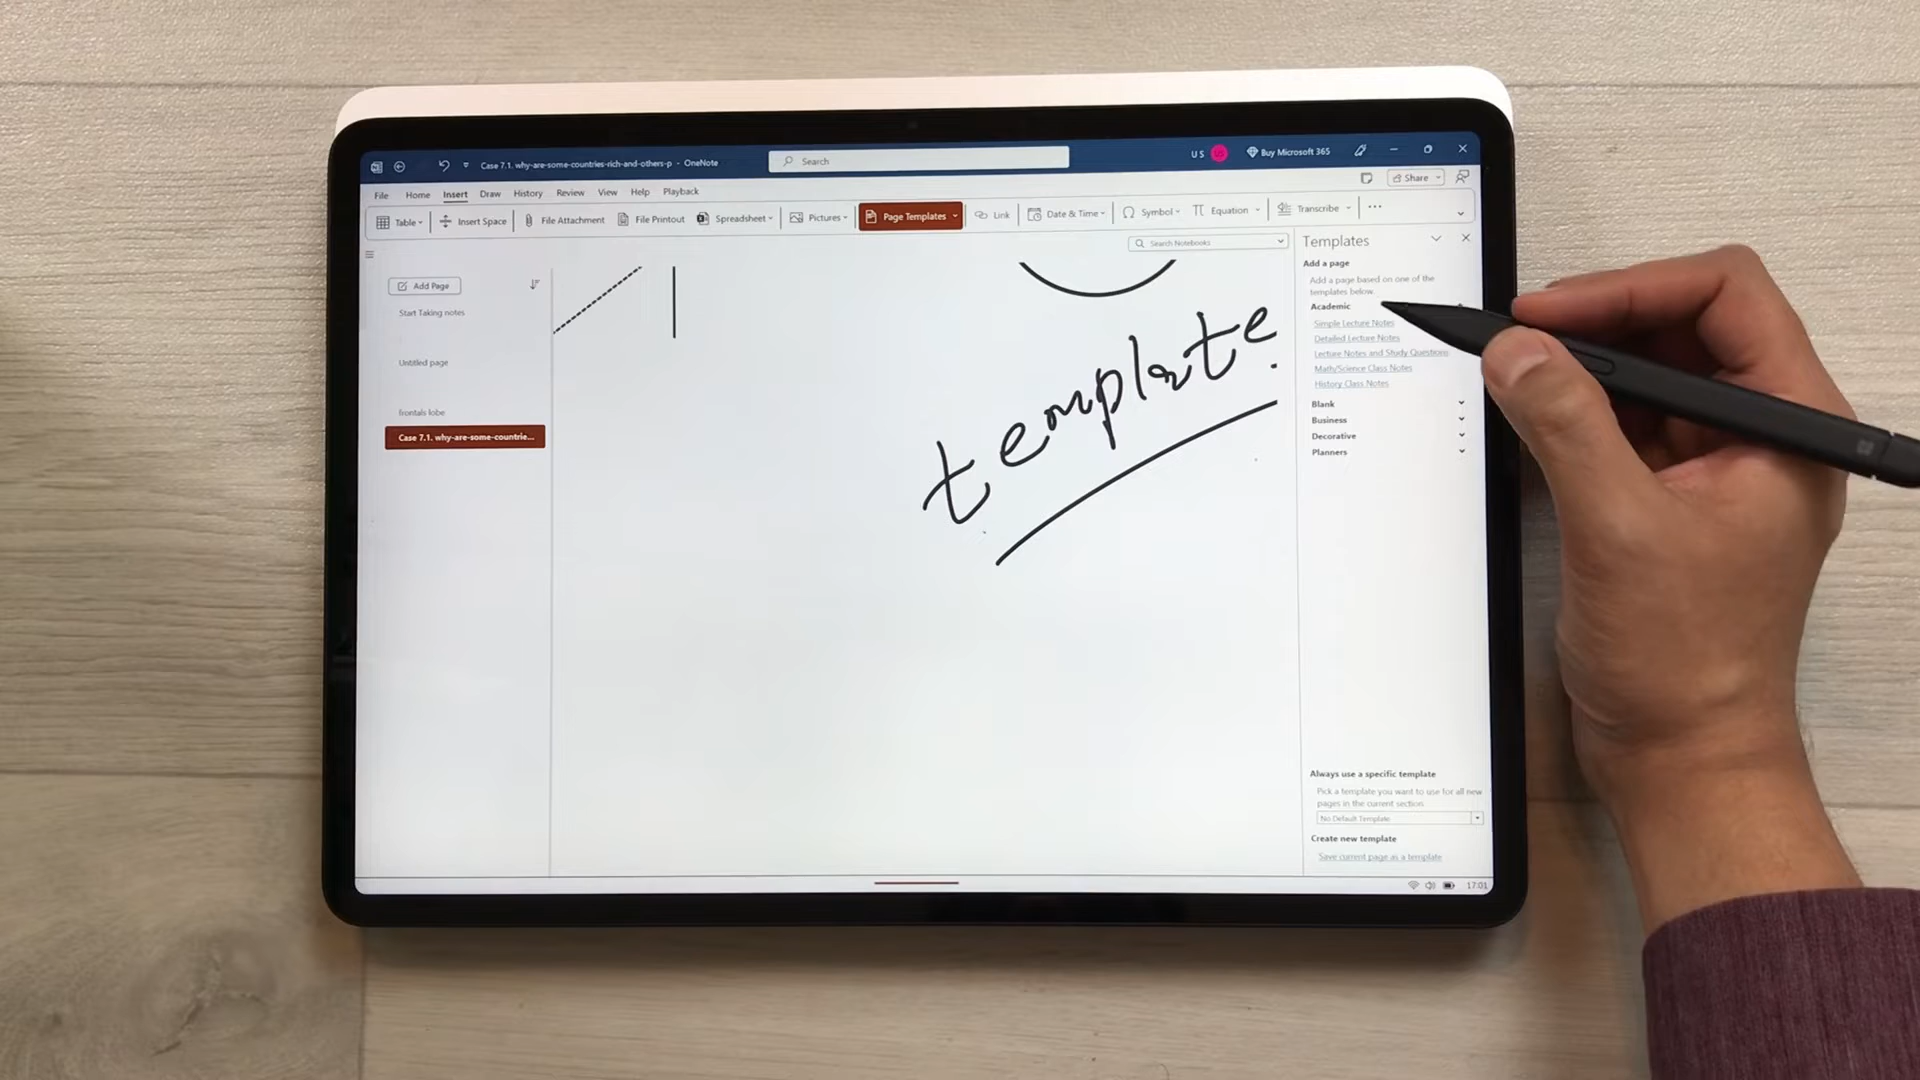 Case 7.1. why-are-some-countries-rich-and-others-p - OneNote
Search
U S
US
Buy Microsoft 365
File Home Insert Draw History Review View Help Playback
Share
Table
Insert Space
File Attachment
File Printout
Spreadsheet
Pictures
Page Templates
Link
Date & Time
Symbol
Equation
Transcribe
Search Notebooks
Add Page
Start Taking notes
Untitled page
frontals lobe
Case 7.1. why-are-some-countrie...
template.
Templates
Add a page
Add a page based on one of the
templates below.
Academic
Simple Lecture Notes
Detailed Lecture Notes
Lecture Notes and Study Questions
Math/Science Class Notes
History Class Notes
Blank
Business
Decorative
Planners
Always use a specific template
Pick a template you want to use for all new
pages in the current section.
No Default Template
Create new template
Save current page as a template
17:01